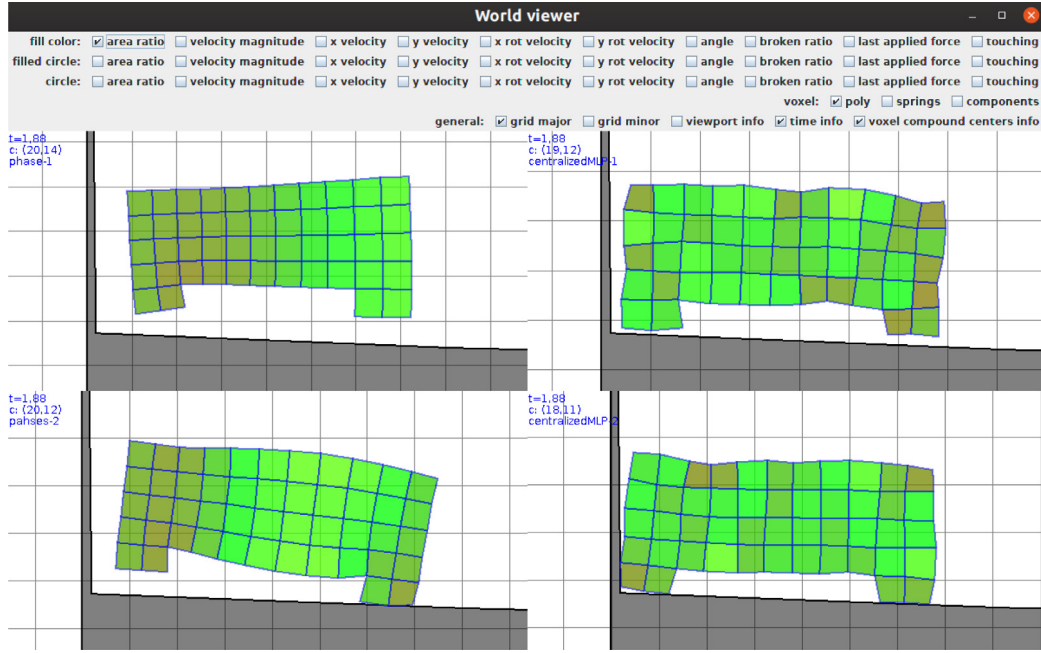 World viewer
fill color: area ratio velocity magnitude x velocity y velocity x rot velocity y rot velocity angle broken ratio last applied force touching
filled circle: area ratio velocity magnitude x velocity y velocity x rot velocity y rot velocity angle broken ratio last applied force touching
circle: area ratio velocity magnitude x velocity y velocity x rot velocity y rot velocity angle broken ratio last applied force touching
voxel: poly springs components
general: grid major grid minor viewport info time info voxel compound centers info
t=1,88
c: (20,14)
phase-1
t=1,88
c: (19,12)
centralizedMLP-1
t=1,88
c: (20,12)
pahses-2
t=1,88
c: (18,11)
centralizedMLP-2